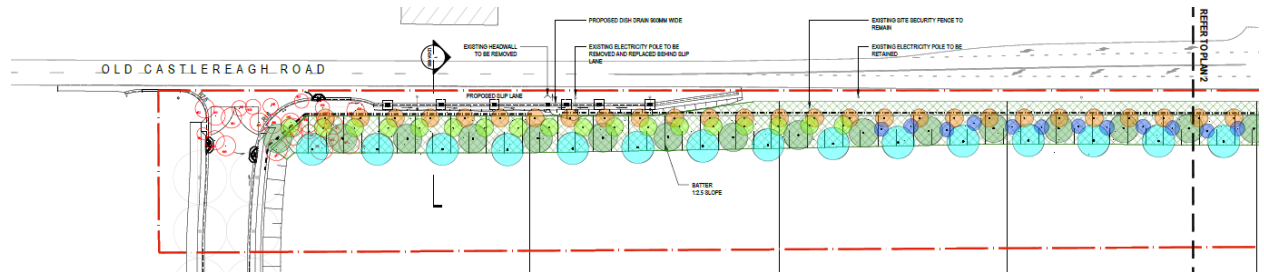 PROPOSED DISH DRAIN 900MM WIDE
EXISTING SITE SECURITY FENCE TO
REMAIN
EXISTING HEADWALL
TO BE REMOVED
EXISTING ELECTRICITY POLE TO BE
REMOVED AND REPLACED BEHIND SLIP
LANE
EXISTING ELECTRICITY POLE TO BE
RETAINED
REFER TO PLAN 2
OLD CASTLEREAGH ROAD
PROPOSED SLIP LANE
BATTER
1:2.5 SLOPE